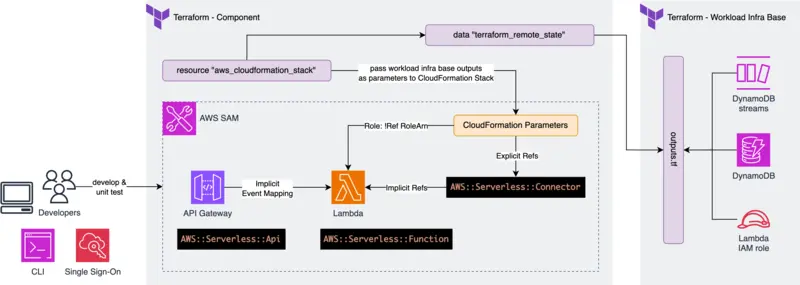 Terraform - Component
Terraform - Workload Infra Base
data "terraform_remote_state"
resource "aws_cloudformation_stack"
pass workload infra base outputs
as parameters to CloudFormation Stack
DynamoDB
streams
AWS SAM
Role: !Ref RoleArn
CloudFormation Parameters
outputs.tf
Explicit Refs
DynamoDB
develop &
unit test
Implicit
Event Mapping
Implicit Refs
AWS::Serverless::Connector
Developers
API Gateway
Lambda
AWS::Serverless::Api
AWS::Serverless::Function
Lambda
IAM role
CLI
Single Sign-On